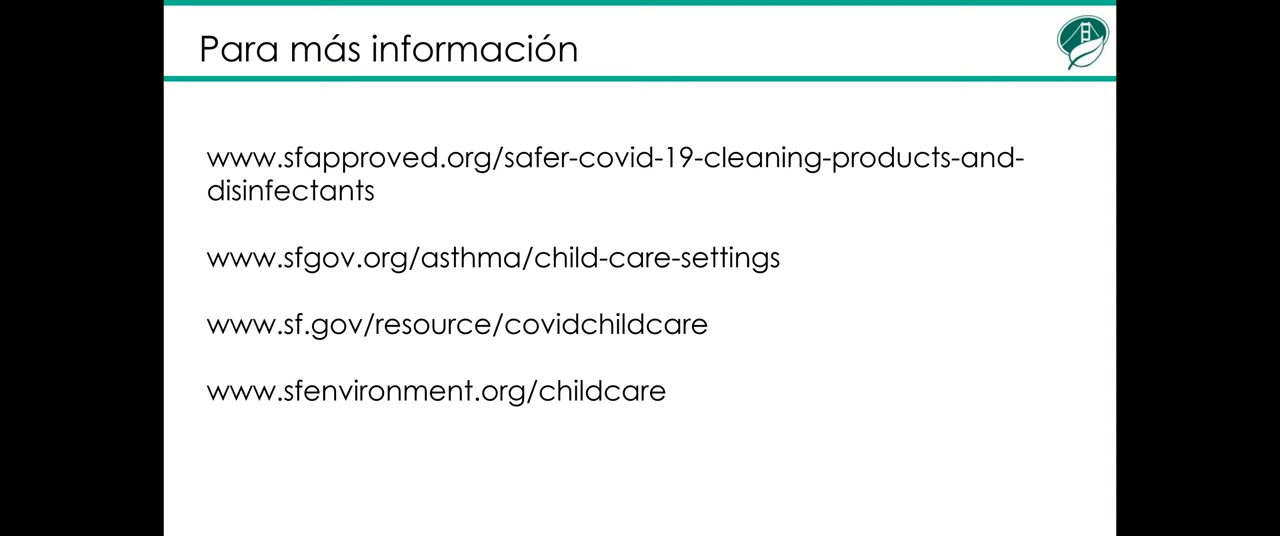 Para más información
www.sfapproved.org/safer-covid-19-cleaning-products-and-
disinfectants
www.sfgov.org/asthma/child-care-settings
www.sf.gov/resource/covidchildcare
www.sfenvironment.org/childcare